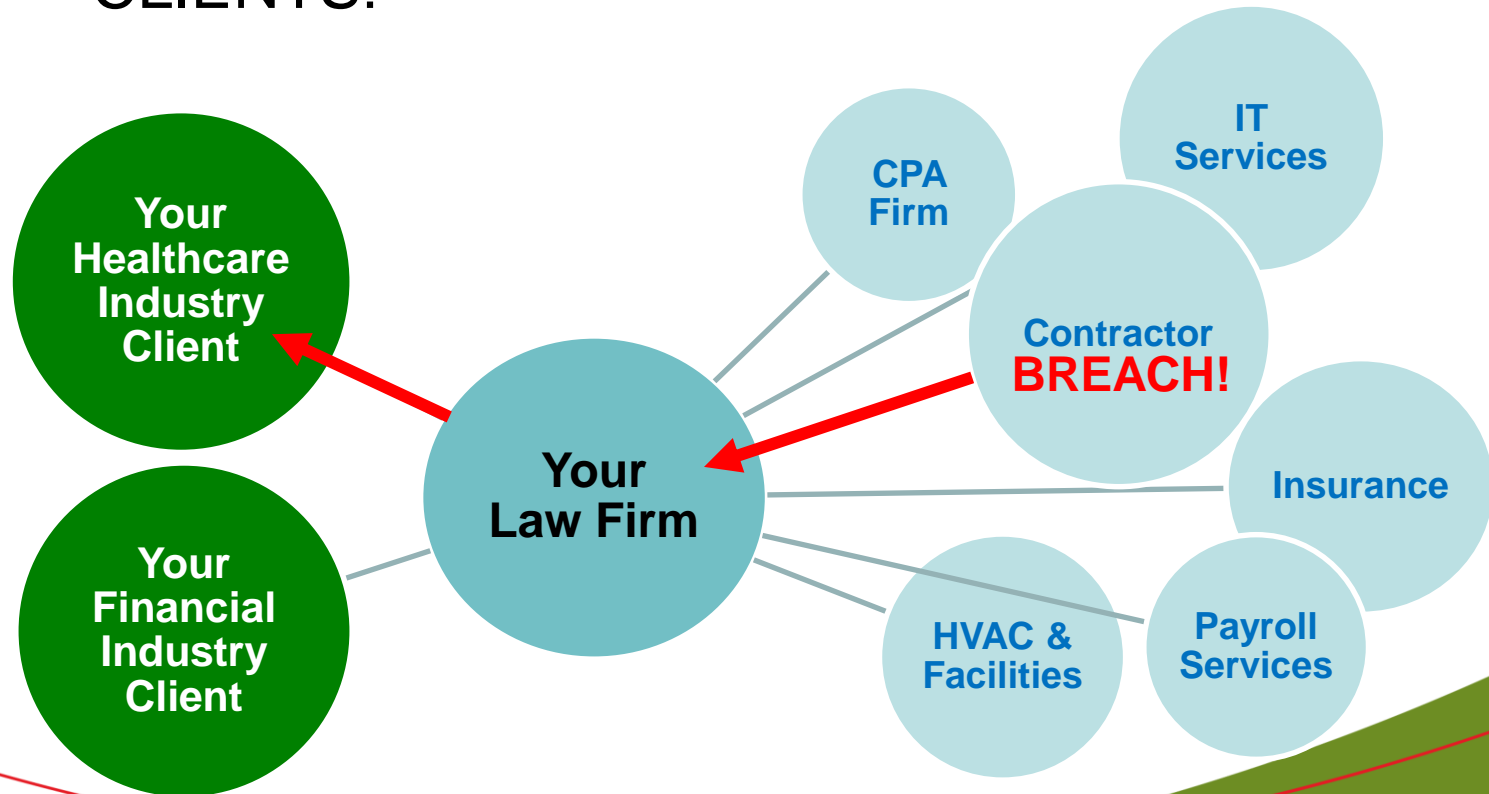 CLIENTS.
CPA
Firm
IT
Services
Your
Healthcare
Industry
Client
Contractor
BREACH!
Your
Law Firm
Insurance
Your
Financial
Industry
Client
HVAC &
Facilities
Payroll
Services